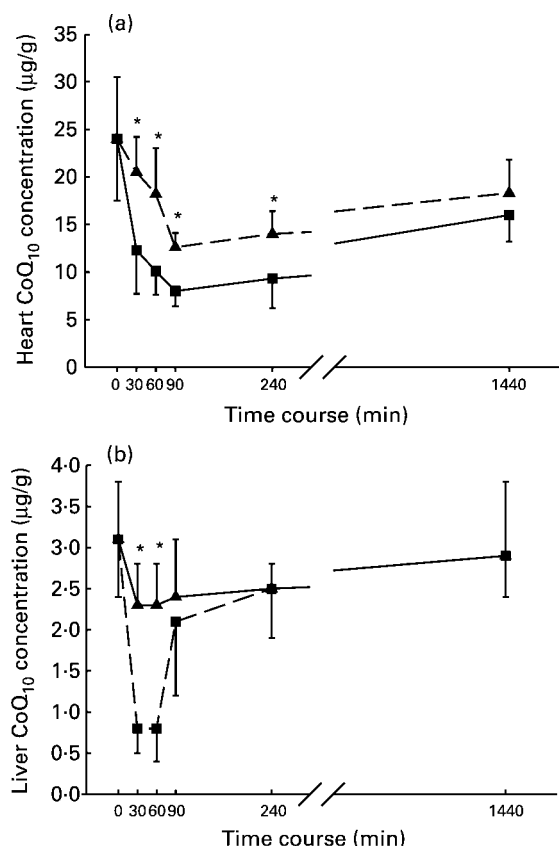 (a)
Heart CoQ10 concentration (μg/g)
35
30
25
20
15
10
5
0
* * * *
0 30 60 90 240 1440
Time course (min)
(b)
Liver CoQ10 concentration (μg/g)
4·0
3·5
3·0
2·5
2·0
1·5
1·0
0·5
0·0
* *
0 30 60 90 240 1440
Time course (min)